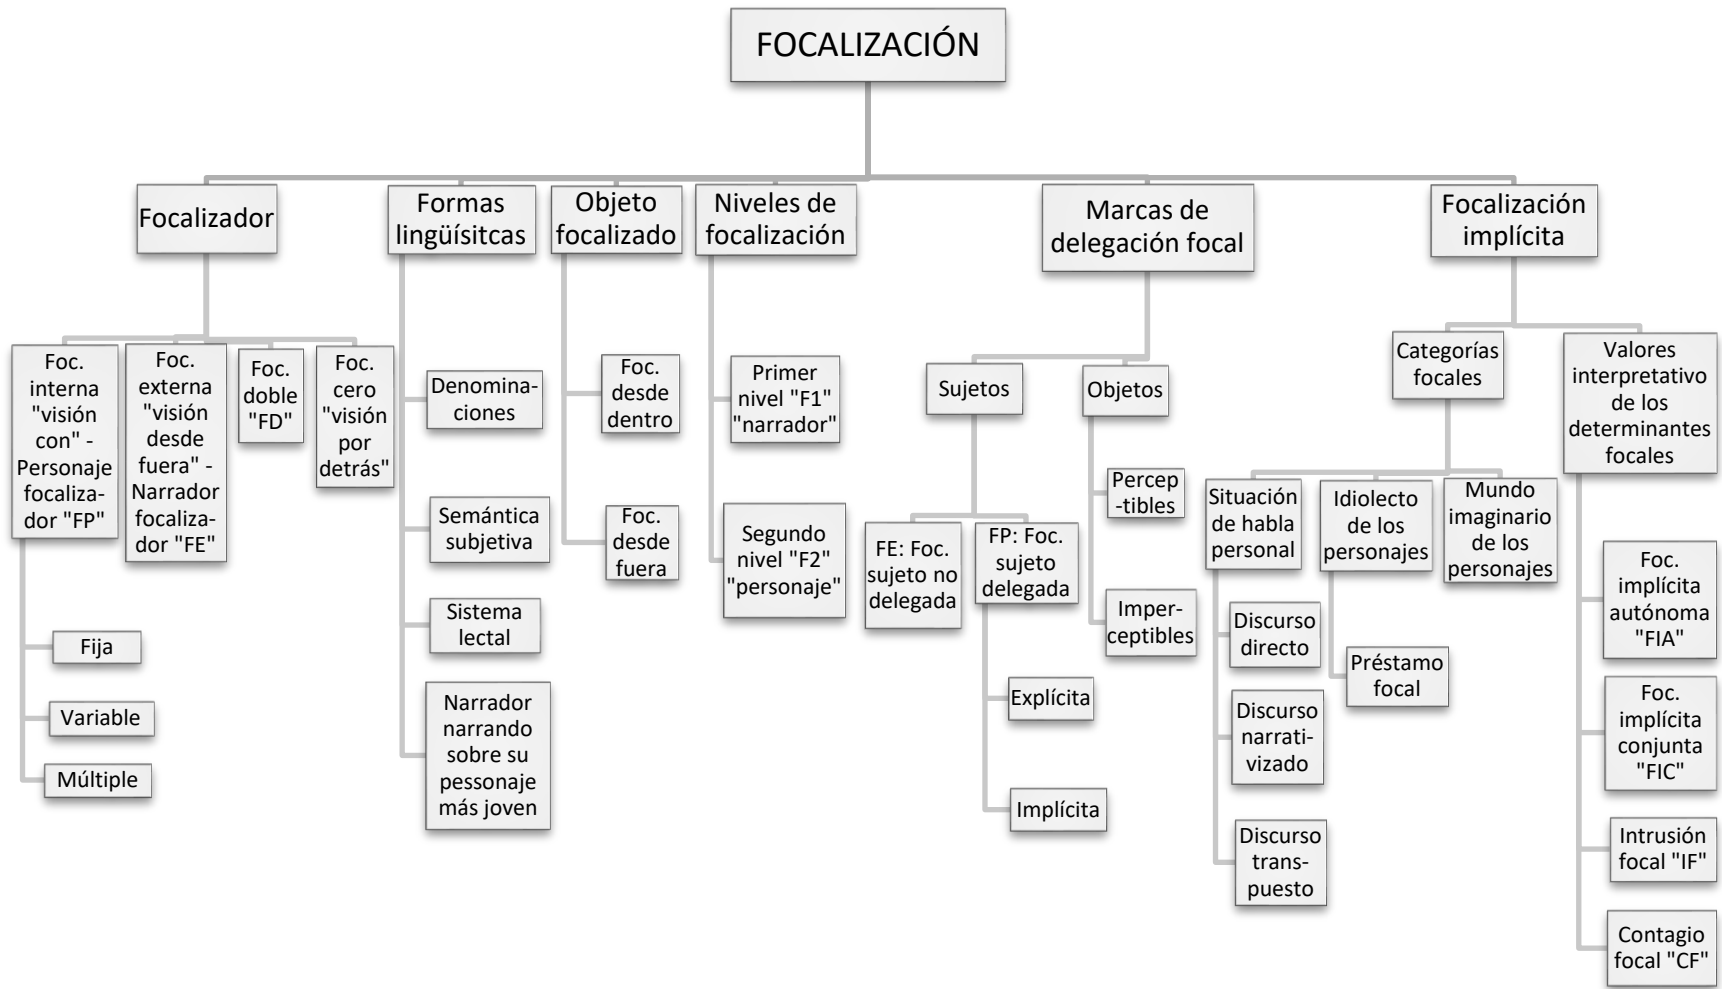 FOCALIZACIÓN
Focalizador
Formas
lingüísitcas
Objeto
focalizado
Niveles de
focalización
Marcas de
delegación focal
Focalización
implícita
Foc.
interna
"visión
con" -
Personaje
focaliza-
dor "FP"
Foc.
externa
"visión
desde
fuera" -
Narrador
focaliza-
dor "FE"
Foc.
doble
"FD"
Foc.
cero
"visión
por
detrás"
Fija
Variable
Múltiple
Denomina-
ciones
Semántica
subjetiva
Sistema
lectal
Narrador
narrando
sobre su
pessonaje
más joven
Foc.
desde
dentro
Foc.
desde
fuera
Primer
nivel "F1"
"narrador"
Segundo
nivel "F2"
"personaje"
Sujetos
Objetos
FE: Foc.
sujeto no
delegada
FP: Foc.
sujeto
delegada
Explícita
Implícita
Percep
-tibles
Imper-
ceptibles
Categorías
focales
Valores
interpretativo
de los
determinantes
focales
Situación
de habla
personal
Idiolecto
de los
personajes
Mundo
imaginario
de los
personajes
Discurso
directo
Discurso
narrati-
vizado
Discurso
trans-
puesto
Préstamo
focal
Foc.
implícita
autónoma
"FIA"
Foc.
implícita
conjunta
"FIC"
Intrusión
focal "IF"
Contagio
focal "CF"